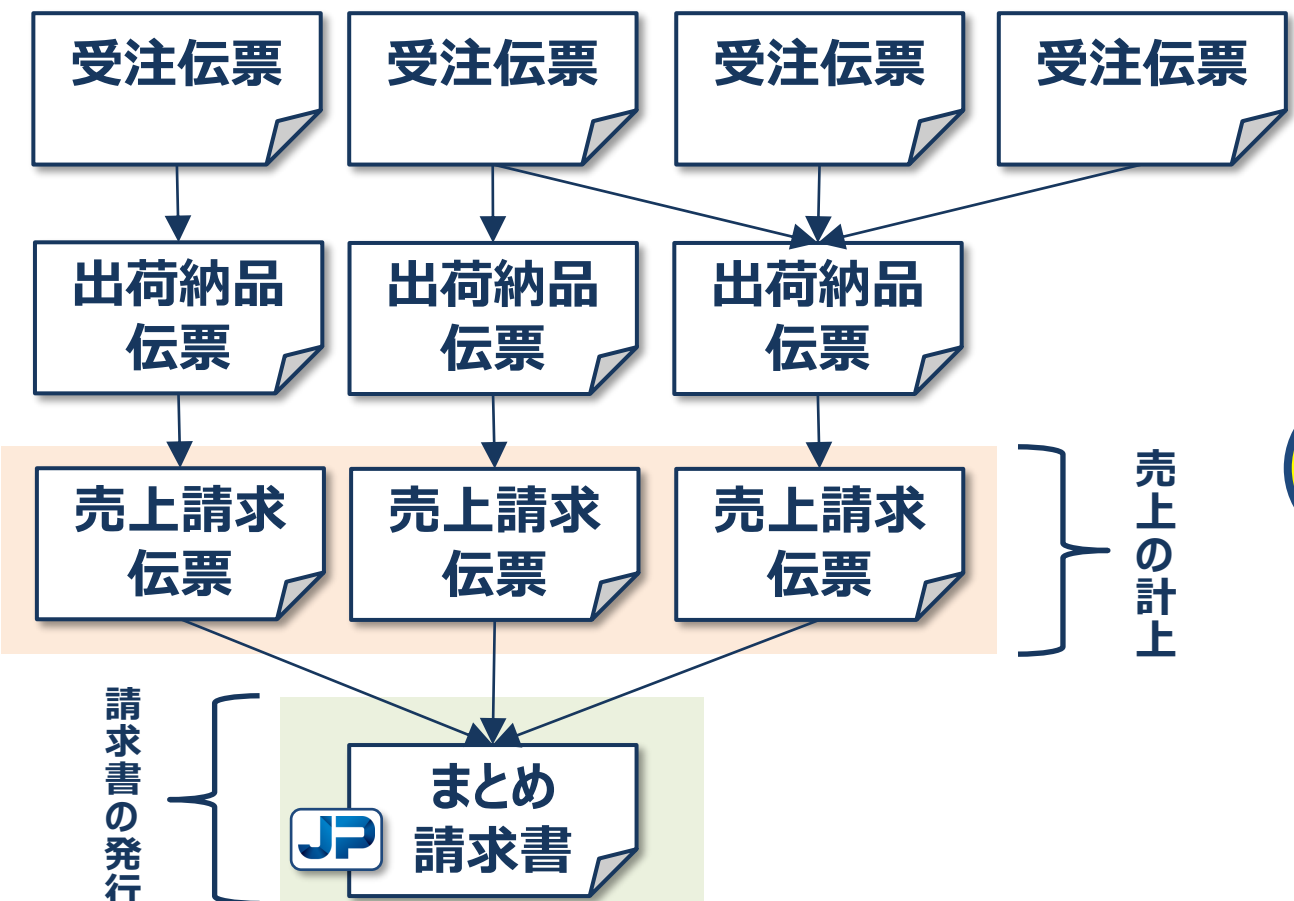 受注伝票
受注伝票
受注伝票
受注伝票
出荷納品
伝票
出荷納品
伝票
出荷納品
伝票
売上請求
伝票
売上請求
伝票
売上請求
伝票
売上の計上
請求書の発行
まとめ
請求書
JP